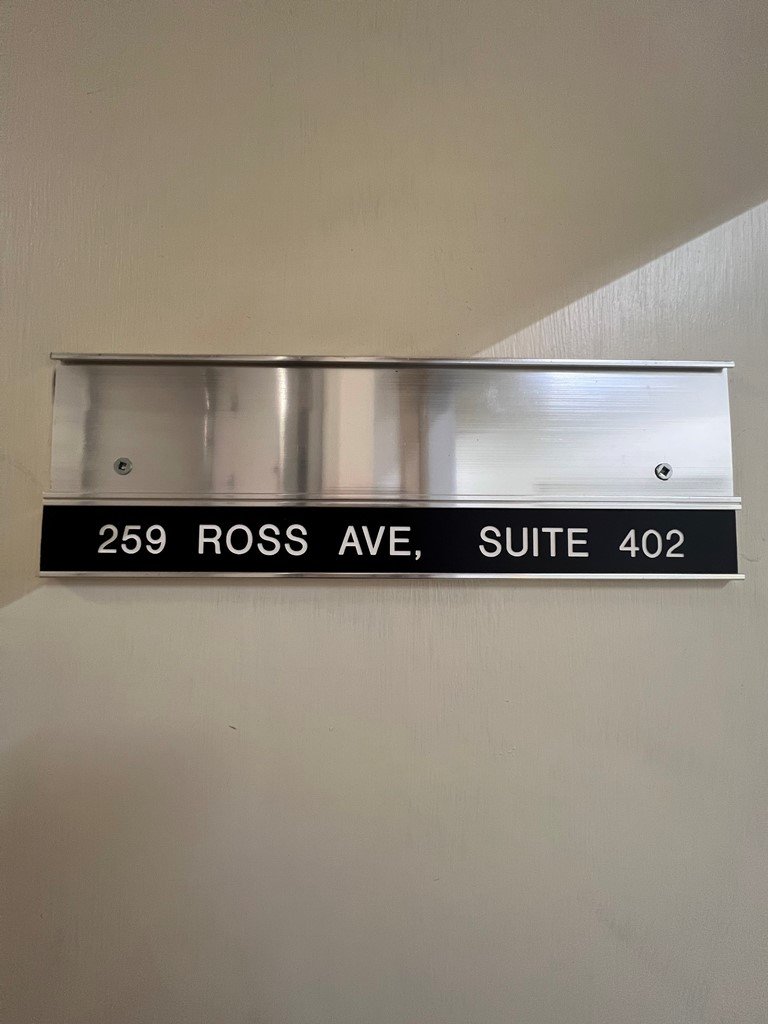 259 ROSS AVE, SUITE 402